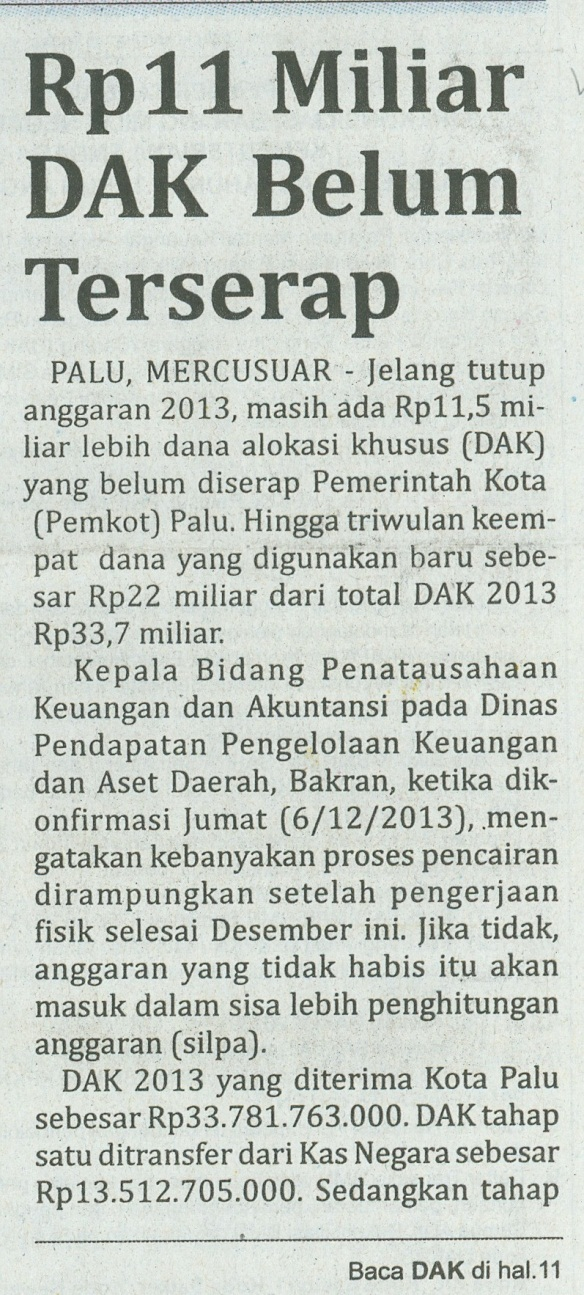 Rp11 Miliar
DAK Belum
Terserap
PALU, MERCUSUAR - Jelang tutup
anggaran 2013, masih ada Rp11,5 mi-
liar lebih dana alokasi khusus (DAK)
yang belum diserap Pemerintah Kota
(Pemkot) Palu. Hingga triwulan keem-
pat dana yang digunakan baru sebe-
sar Rp22 miliar dari total DAK 2013
Rp33,7 miliar.
Kepala Bidang Penatausahaan
Keuangan dan Akuntansi pada Dinas
Pendapatan Pengelolaan Keuangan
dan Aset Daerah, Bakran, ketika dik-
onfirmasi Jumat (6/12/2013), men-
gatakan kebanyakan proses pencairan
dirampungkan setelah pengerjaan
fisik selesai Desember ini. Jika tidak,
anggaran yang tidak habis itu akan
masuk dalam sisa lebih penghitungan
anggaran (silpa).
DAK 2013 yang diterima Kota Palu
sebesar Rp33.781.763.000. DAK tahap
satu ditransfer dari Kas Negara sebesar
Rp13.512.705.000. Sedangkan tahap
Baca DAK di hal.11